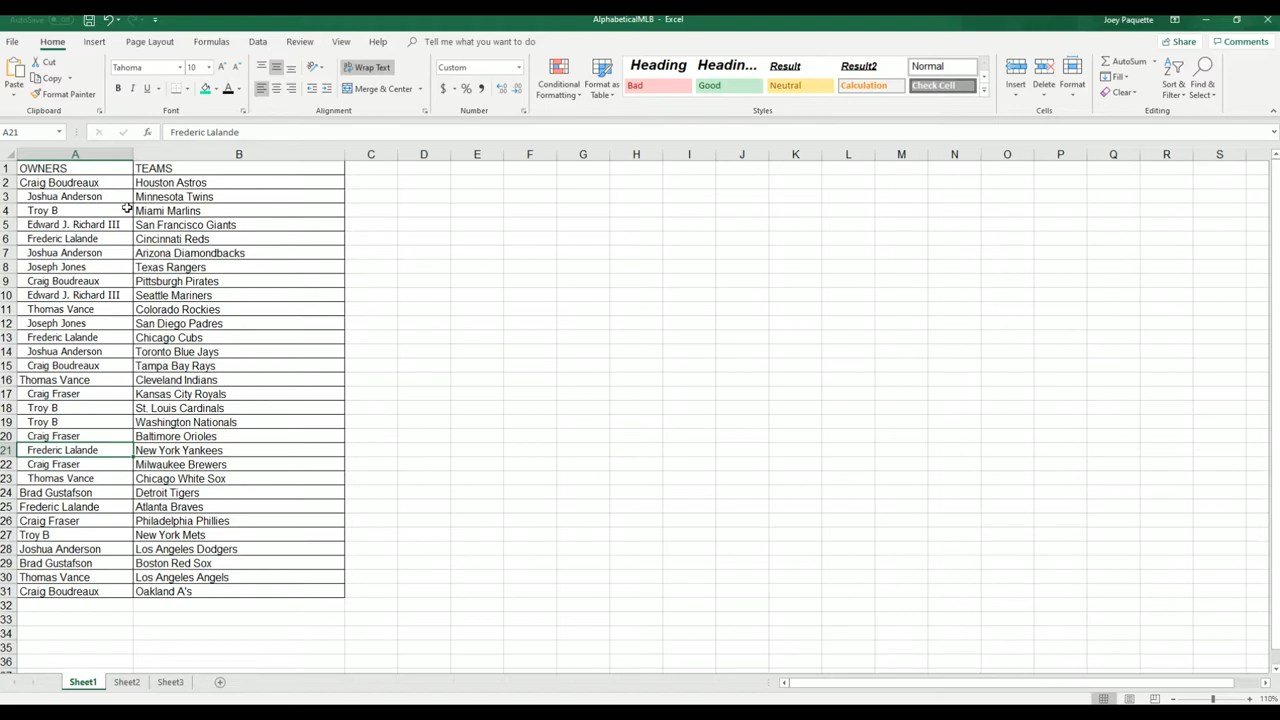 AutoSave Off AlphabeticalMLB - Excel Joey Paquette
File Home Insert Page Layout Formulas Data Review View Help Tell me what you want to do Share Comments
Paste Cut Copy Format Painter Clipboard
Tahoma 10 A A B I U A Font
Wrap Text Merge & Center Alignment
Custom $ % , Number
Conditional Formatting Format as Table
Heading Headin... Result Result2 Normal
Bad Good Neutral Calculation Check Cell
Styles
Insert Delete Format Cells
AutoSum Fill Clear Sort & Filter Find & Select Editing
A21 fx Frederic Lalande
A B C D E F G H I J K L M N O P Q R S
1 OWNERS TEAMS
2 Craig Boudreaux Houston Astros
3 Joshua Anderson Minnesota Twins
4 Troy B Miami Marlins
5 Edward J. Richard III San Francisco Giants
6 Frederic Lalande Cincinnati Reds
7 Joshua Anderson Arizona Diamondbacks
8 Joseph Jones Texas Rangers
9 Craig Boudreaux Pittsburgh Pirates
10 Edward J. Richard III Seattle Mariners
11 Thomas Vance Colorado Rockies
12 Joseph Jones San Diego Padres
13 Frederic Lalande Chicago Cubs
14 Joshua Anderson Toronto Blue Jays
15 Craig Boudreaux Tampa Bay Rays
16 Thomas Vance Cleveland Indians
17 Craig Fraser Kansas City Royals
18 Troy B St. Louis Cardinals
19 Troy B Washington Nationals
20 Craig Fraser Baltimore Orioles
21 Frederic Lalande New York Yankees
22 Craig Fraser Milwaukee Brewers
23 Thomas Vance Chicago White Sox
24 Brad Gustafson Detroit Tigers
25 Frederic Lalande Atlanta Braves
26 Craig Fraser Philadelphia Phillies
27 Troy B New York Mets
28 Joshua Anderson Los Angeles Dodgers
29 Brad Gustafson Boston Red Sox
30 Thomas Vance Los Angeles Angels
31 Craig Boudreaux Oakland A's
32
33
34
35
36
Sheet1 Sheet2 Sheet3
110%